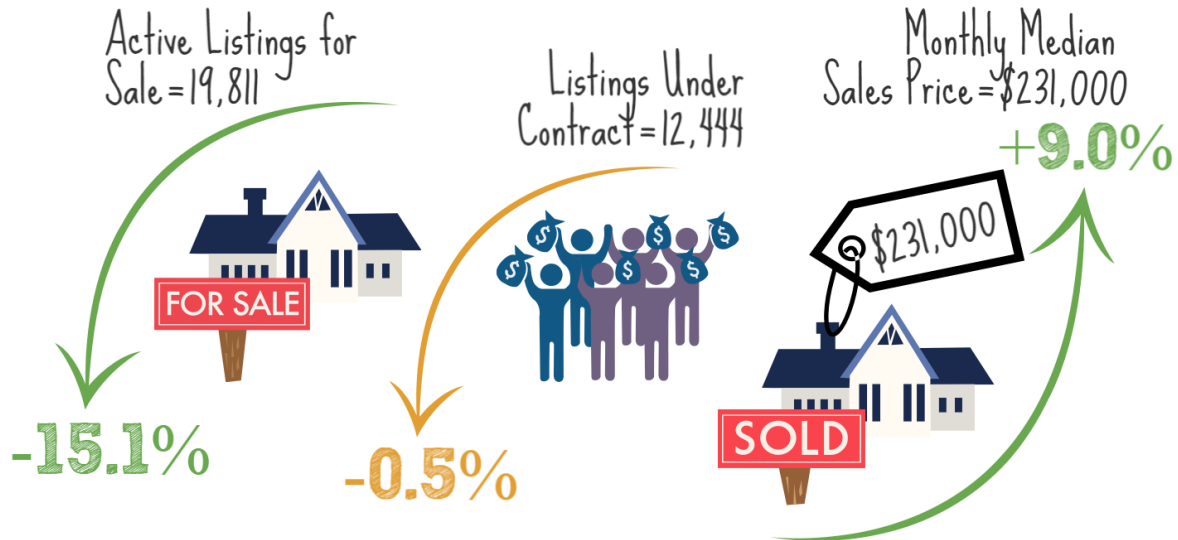 Active Listings for
Sale=19,811
-15.1%
FOR SALE
Listings Under
Contract=12,444
-0.5%
$
$
$
$
$
$
Monthly Median
Sales Price=$231,000
+9.0%
$231,000
SOLD